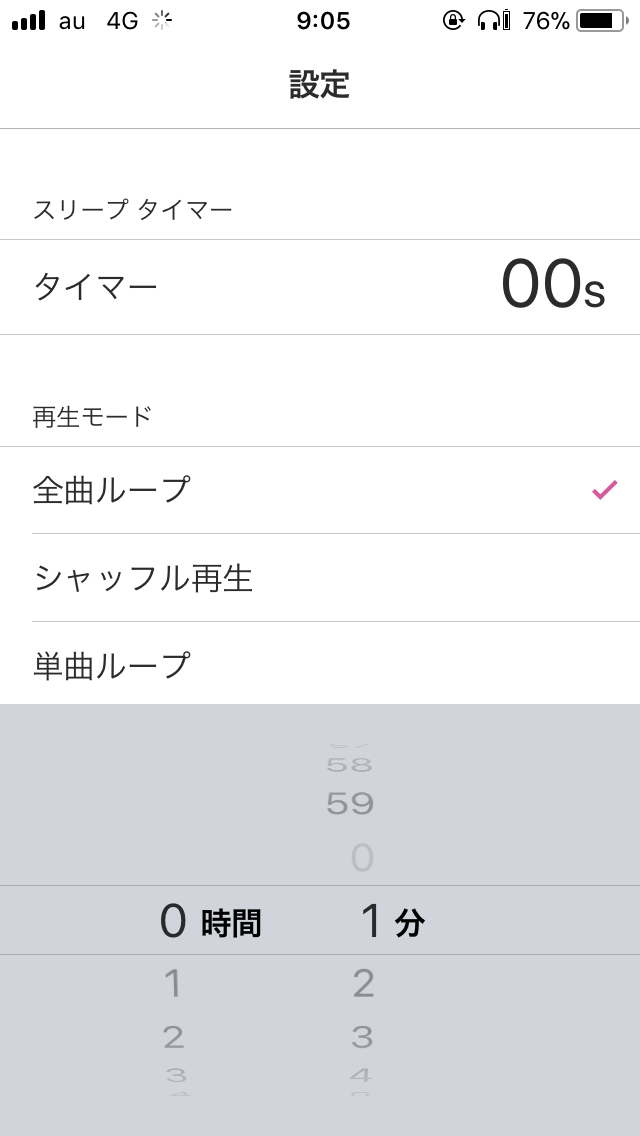 au 4G 9:05 76%
設定
スリープ タイマー
タイマー 00s
再生モード
全曲ループ
シャッフル再生
単曲ループ
58
59
0
0 時間 1 分
1 2
2 3
3 4
4